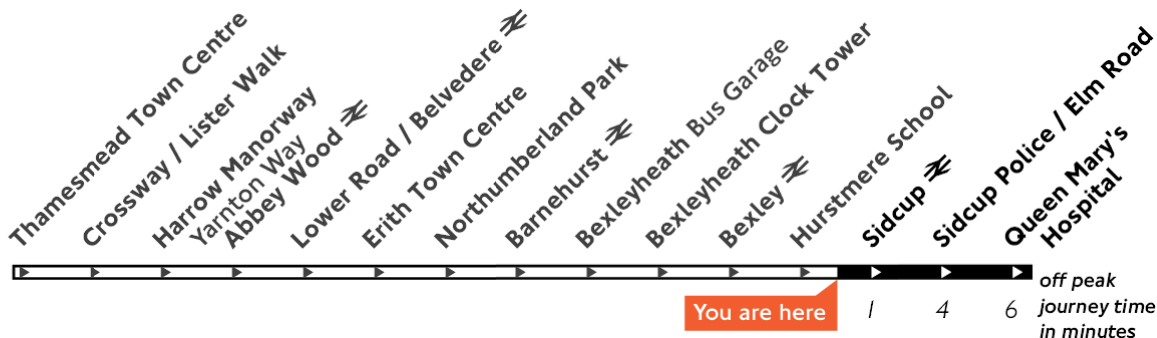 Thamesmead Town Centre
Crossway / Lister Walk
Harrow Manorway
Yarnton Way
Abbey Wood
Lower Road / Belvedere
Erith Town Centre
Northumberland Park
Barnehurst
Bexleyheath Bus Garage
Bexleyheath Clock Tower
Bexley
Hurstmere School
Sidcup
Sidcup Police / Elm Road
Queen Mary's
Hospital
You are here
1 4 6
off peak
journey time
in minutes